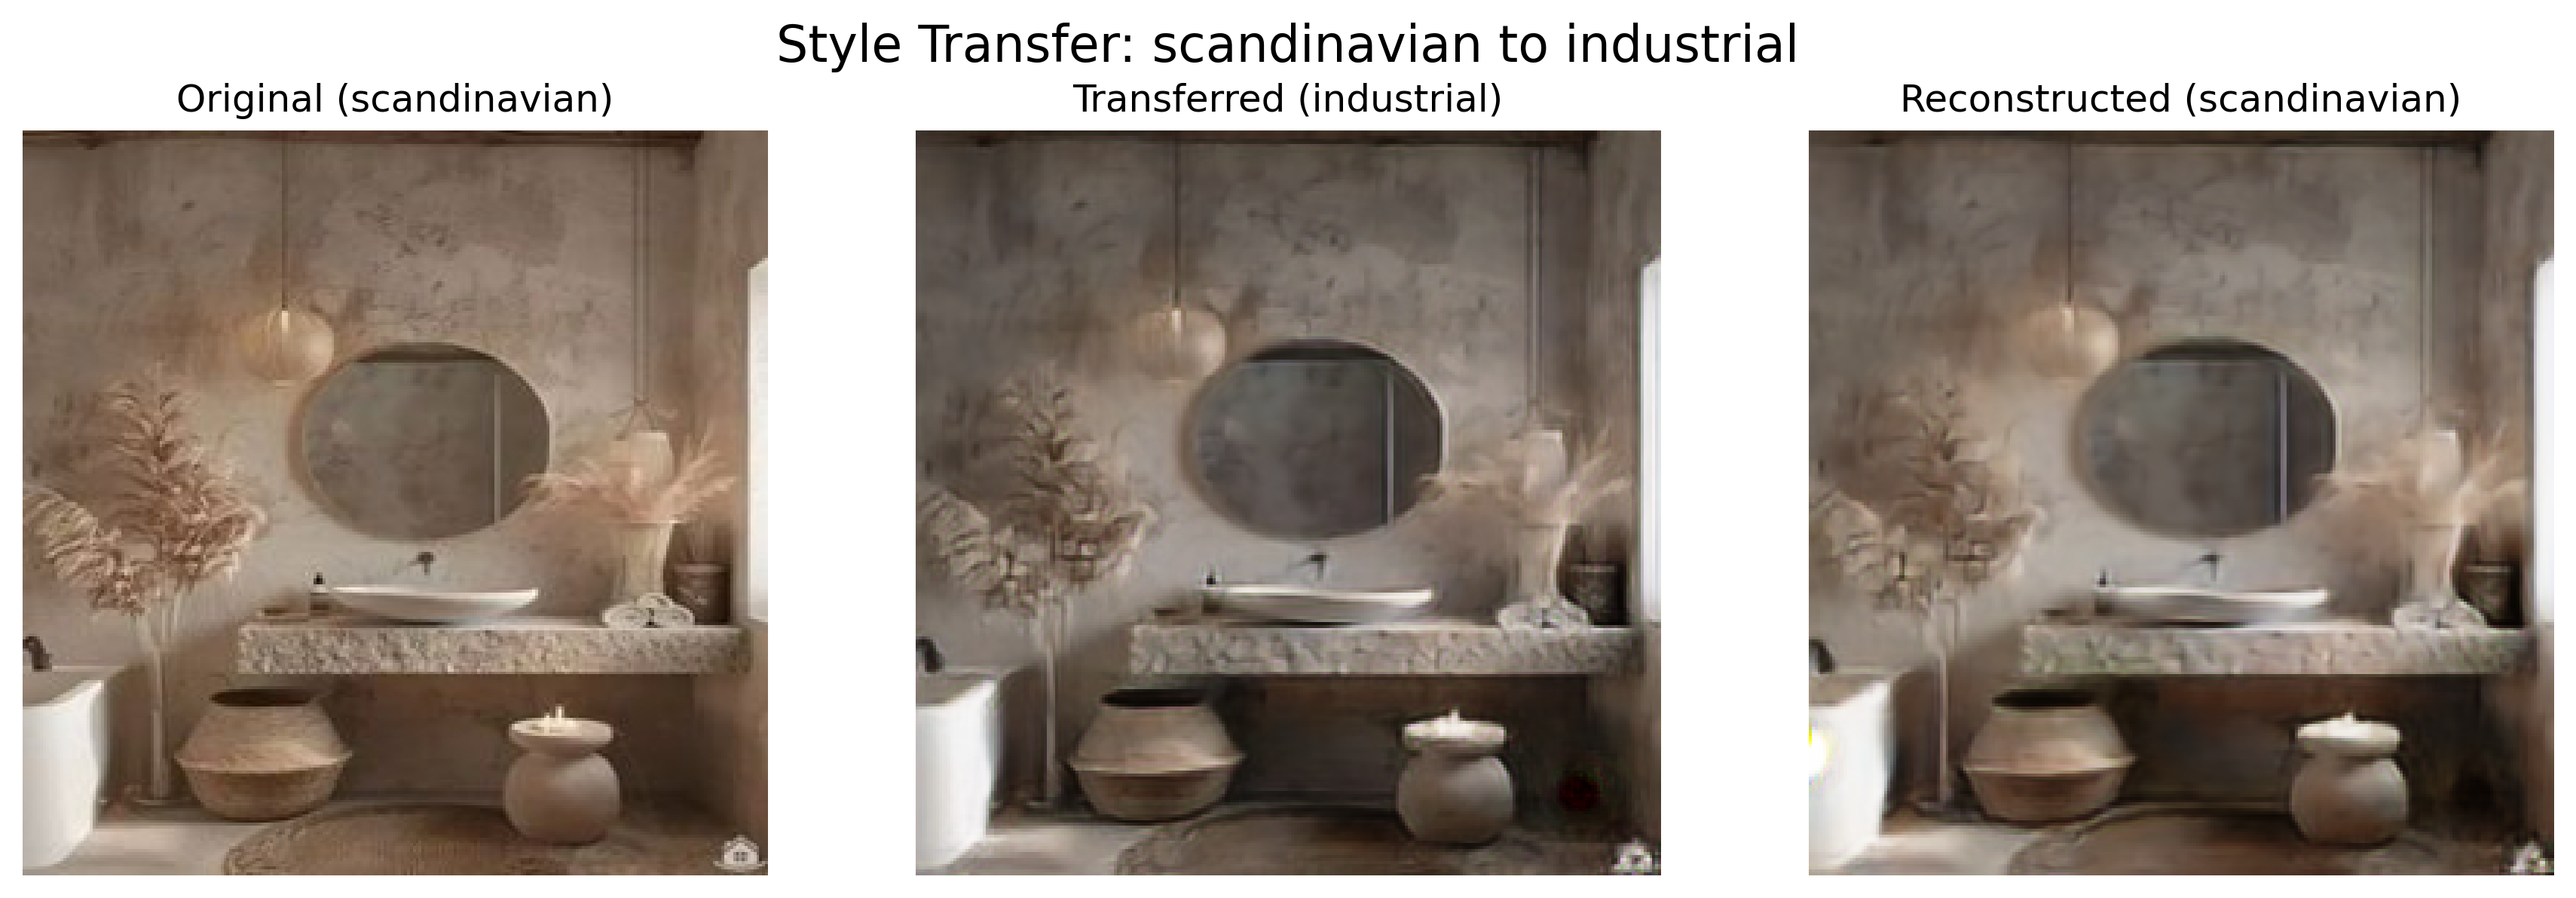 Style Transfer: scandinavian to industrial
Original (scandinavian)
Transferred (industrial)
Reconstructed (scandinavian)